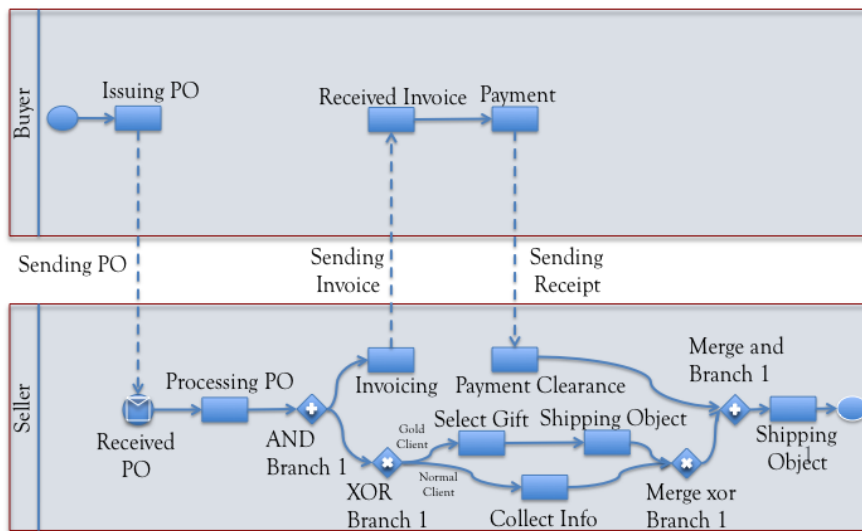 Buyer
Issuing PO
Received Invoice
Payment
Sending PO
Sending
Invoice
Sending
Receipt
Seller
Received
PO
Processing PO
AND
Branch 1
Invoicing
Payment Clearance
Merge and
Branch 1
XOR
Branch 1
Gold
Client
Normal
Client
Select Gift
Shipping Object
Collect Info
Merge xor
Branch 1
Shipping
Object
1